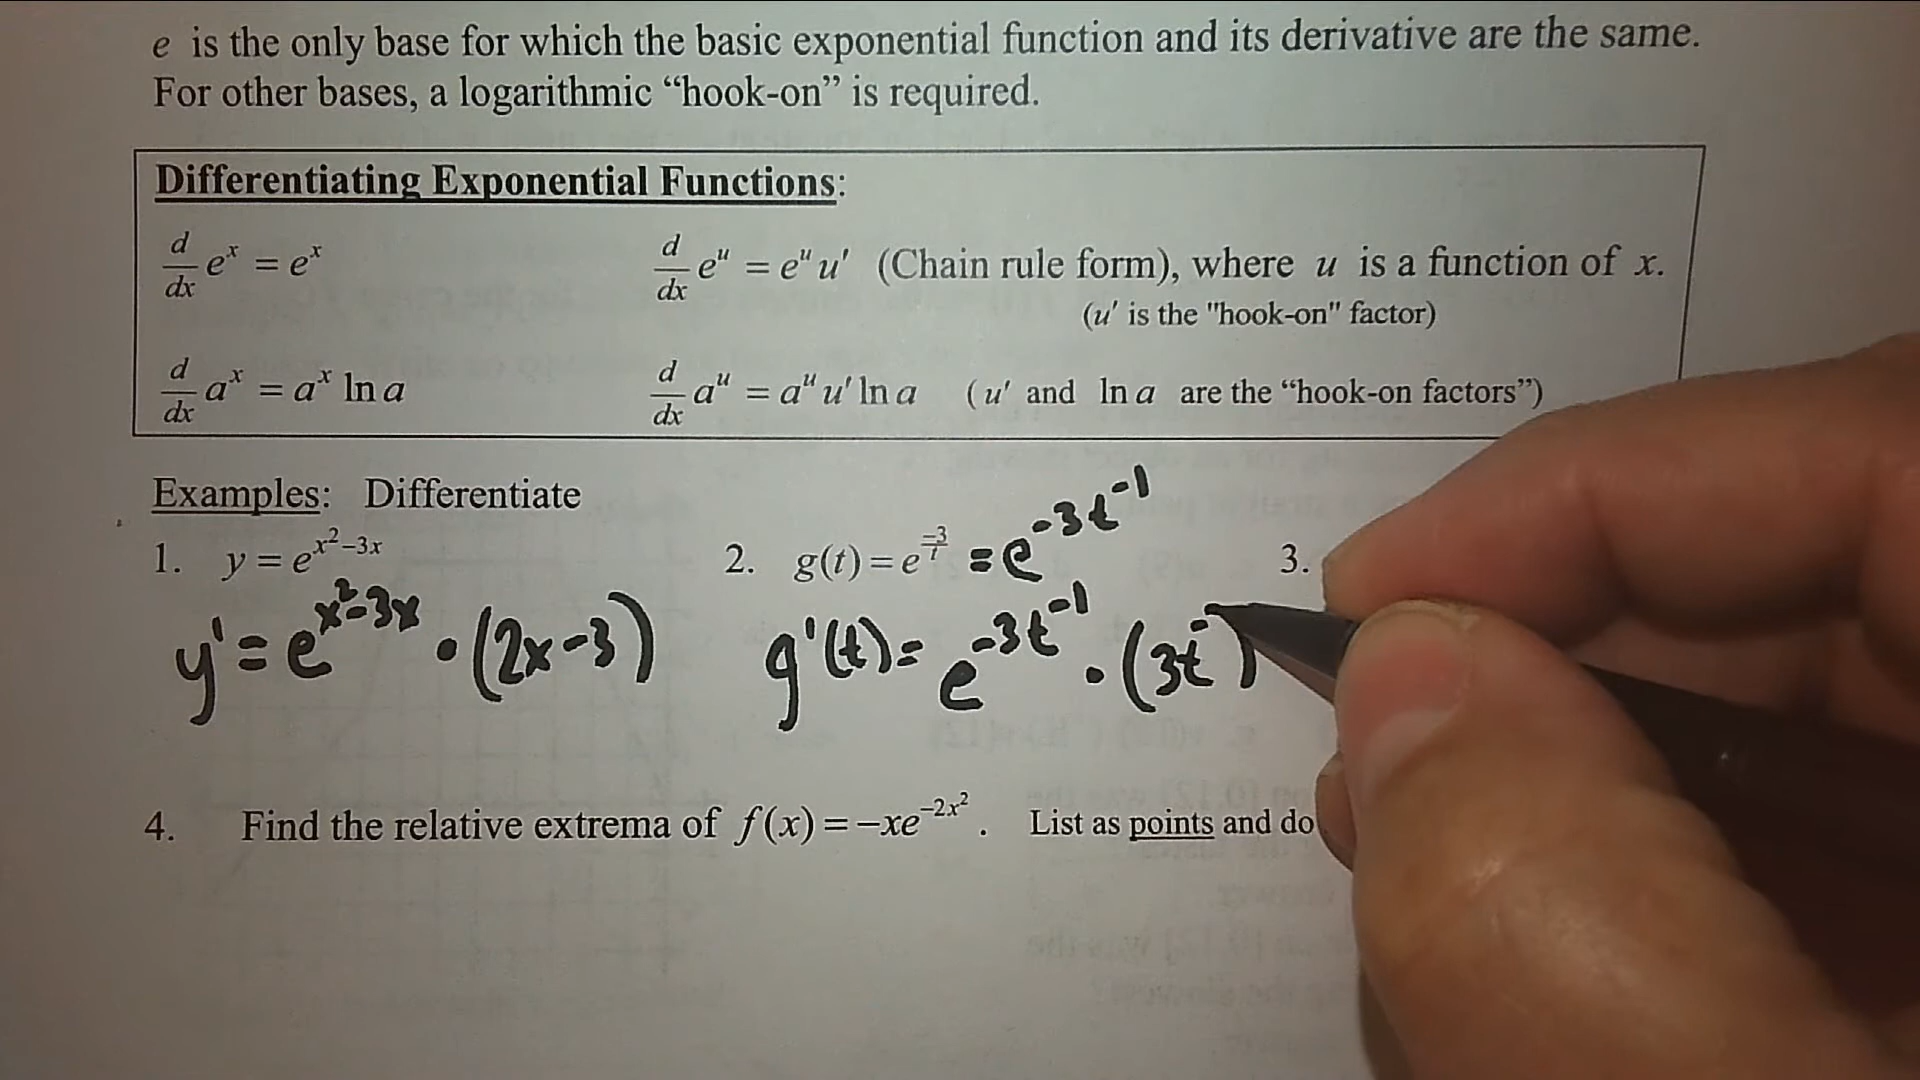 e is the only base for which the basic exponential function and its derivative are the same.
For other bases, a logarithmic “hook-on” is required.
Differentiating Exponential Functions:
d/dx e^x = e^x    d/dx e^u = e^u u′ (Chain rule form), where u is a function of x.
(u′ is the "hook-on" factor)
d/dx a^x = a^x ln a    d/dx a^u = a^u u′ ln a (u′ and ln a are the “hook-on factors”)
Examples: Differentiate
1. y = e^(x²−3x)    2. g(t) = e^(−3/t) = e^(-3t^-1)    3.
y' = e^(x²-3x) · (2x-3)    g'(t) = e^(-3t^-1) · (3t^-)
4. Find the relative extrema of f(x) = −xe^(−2x²). List as points and do